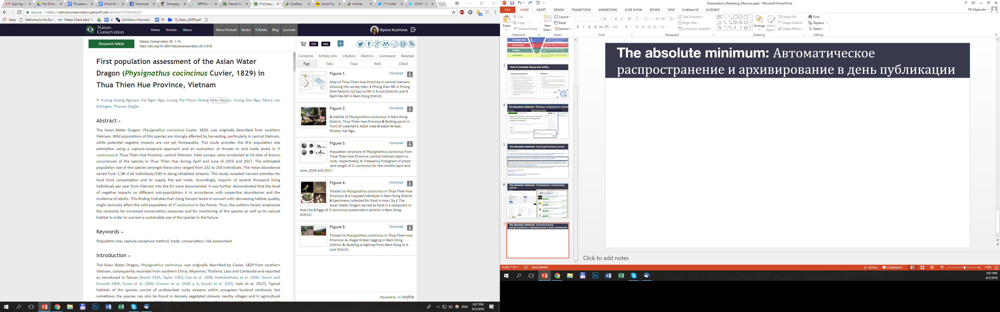 Voyo.bg:
My Drive -
PS passwo
Email for A
Facebook
Campaign
ARPHA - A
Nature Co
First popul
ZooKeys
Social Psyc
Articles
(*) Twitter
Secure | https://natureconservation.pensoft.net/article/21818/list/2/
Apps
Welcome to the Euro
Please Check Back To
d
Exhibitors Informatic
PS
10_Steps_GDPR.pdf
Nature
Conservation
Home
Articles
About
About Pensoft
Books
E-Books
Blog
Journals
Iliyana Kuzmova
Research Article
Nature Conservation 26: 1-14
https://doi.org/10.3897/natureconservation.26.21818
First population assessment of the Asian Water
Dragon (Physignathus cocincinus Cuvier, 1829) in
Thua Thien Hue Province, Vietnam
Truong Quang Nguyen, Hai Ngoc Ngo, Cuong The Pham, Hoang N[No Title]an, Chung Dac Ngo, Mona van
Schingen, Thomas Ziegler
Abstract
The Asian Water Dragon, Physignathus cocincinus Cuvier, 1829, was originally described from southern
Vietnam. Wild populations of this species are strongly affected by harvesting, particularly in central Vietnam,
while potential negative impacts are not yet foreseeable. This study provides the first population size
estimation using a capture-recapture approach and an evaluation of threats to and trade levels in P.
cocincinus in Thua Thien Hue Province, central Vietnam. Field surveys were conducted at 14 sites of known
occurrences of the species in Thua Thien Hue during April and June of 2016 and 2017. The estimated
population size of the species amongst these sites ranged from 232 to 250 individuals. The mean abundance
varied from 1.98–2.64 individuals/100 m along inhabited streams. This study revealed harvest activities for
local food consumption and to supply the pet trade. Accordingly, imports of several thousand living
individuals per year from Vietnam into the EU were documented. It was further demonstrated that the level
of negative impacts on different sub-populations is in accordance with respective abundances and the
incidence of adults. This finding indicates that rising harvest levels in concert with decreasing habitat quality,
might seriously affect the wild population of P. cocincinus in the future. Thus, the authors herein emphasise
the necessity for increased conservation measures and for monitoring of the species as well as its natural
habitat in order to warrant a sustainable use of the species in the future.
Keywords
Population size, capture-recapture method, trade, conservation, risk assessment
Introduction
The Asian Water Dragon, Physignathus cocincinus, was originally described by Cuvier, 1829 from southern
Vietnam, subsequently recorded from southern China, Myanmar, Thailand, Laos and Cambodia and reported
as introduced in Taiwan (Smith 1935, Taylor 1963, Cox et al. 1998, Nabhitabhata et al. 2000, Stuart and
Emmett 2006, Stuart et al. 2006, Grismer et al. 2008 a, b, Suzuki et al. 2015, Uetz et al. 2017). Typical
habitats of the species consist of undisturbed rocky streams within evergreen lowland rainforest, but
sometimes the species can also be found in densely vegetated streams nearby villages and in agricultural
PDF
XML
0
Contents
Article info
Citation
Metrics
Comment
Related
Figs
Tabs
Taxa
Refs
Cited
Figure 1.
Download
Map of Thua Thien Hue Province in central Vietnam
showing the survey sites: 1 Phong Dien NR in Phong
Dien District; (2) Sao La NR in A Luoi District; and 3
Bach Ma NP in Nam Dong District.
Figure 2.
Download
A Habitat of Physignathus cocincinus in Nam Dong
District, Thua Thien Hue Province B Resting perch in
front of waterfall C Adult male D Adult female.
Photos: Hai Ngo.
Figure 3.
Download
Population structure of Physignathus cocincinus from
Thua Thien Hue Province, central Vietnam (April vs.
June, respectively); B. Frequency histogram of snout-
vent length of P. cocincinus for the months April and
June, 2016 and 2017.
Figure 4.
Download
Threats to Physignathus cocincinus in Thua Thien Hue
Province: A A trapped individual in Nam Dong District
B Specimens collected for food in Hue City C The
Asian Water Dragon served as food in a restaurant in
Hue City D Eggs of P. cocincinus preserved in alcohol in Nam Dong
District.
Figure 5.
Download
Threats to Physignathus cocincinus in Thua Thien Hue
Province: A. Illegal timber logging in Nam Dong
District; B. Building a highway from Nam Dong to A
Luoi District.
Powered by arpha
ENG
3:01 PM
4/5/2018
Presentation_Marketing_Moscow.pptx - Microsoft PowerPoint
FILE
HOME
INSERT
DESIGN
TRANSITIONS
ANIMATIONS
SLIDE SHOW
REVIEW
VIEW
EndNote X8
ACROBAT
PR Otplovdiv
Paste
Cut
Copy
Format Painter
Clipboard
New
Slide
Layout
Reset
Section
Slides
36
Font
Text Direction
Align Text
Convert to SmartArt
Paragraph
Arrange
Quick
Styles
Shape Fill
Shape Outline
Shape Effects
Drawing
Find
Replace
Select
Editing
Consideration
Conversion
Loyalty
Advocacy
3
How to translate theory into action
4
The absolute minimum: Функция «поделиться» статьей
5
The absolute minimum: благодарственные письма
6
The absolute minimum: Оповещение о публикации
статьи
ZooKeys
7
The absolute minimum: Автоматическое
распространение и архивирование в день публикации
The absolute minimum: Автоматическое
распространение и архивирование в день публикации
Click to add notes
SLIDE 7 OF 7
BULGARIAN
NOTES
COMMENTS
110%
3:01 PM
4/5/2018